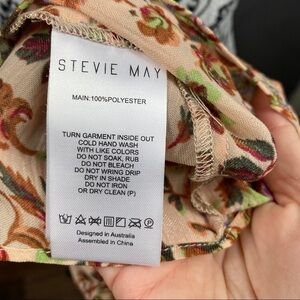 STEVIE MAY
MAIN:100%POLYESTER
TURN GARMENT INSIDE OUT
COLD HAND WASH
WITH LIKE COLORS
DO NOT SOAK, RUB
DO NOT BLEACH
DO NOT WRING DRIP
DRY IN SHADE
DO NOT IRON
OR DRY CLEAN (P)
Designed in Australia
Assembled in China